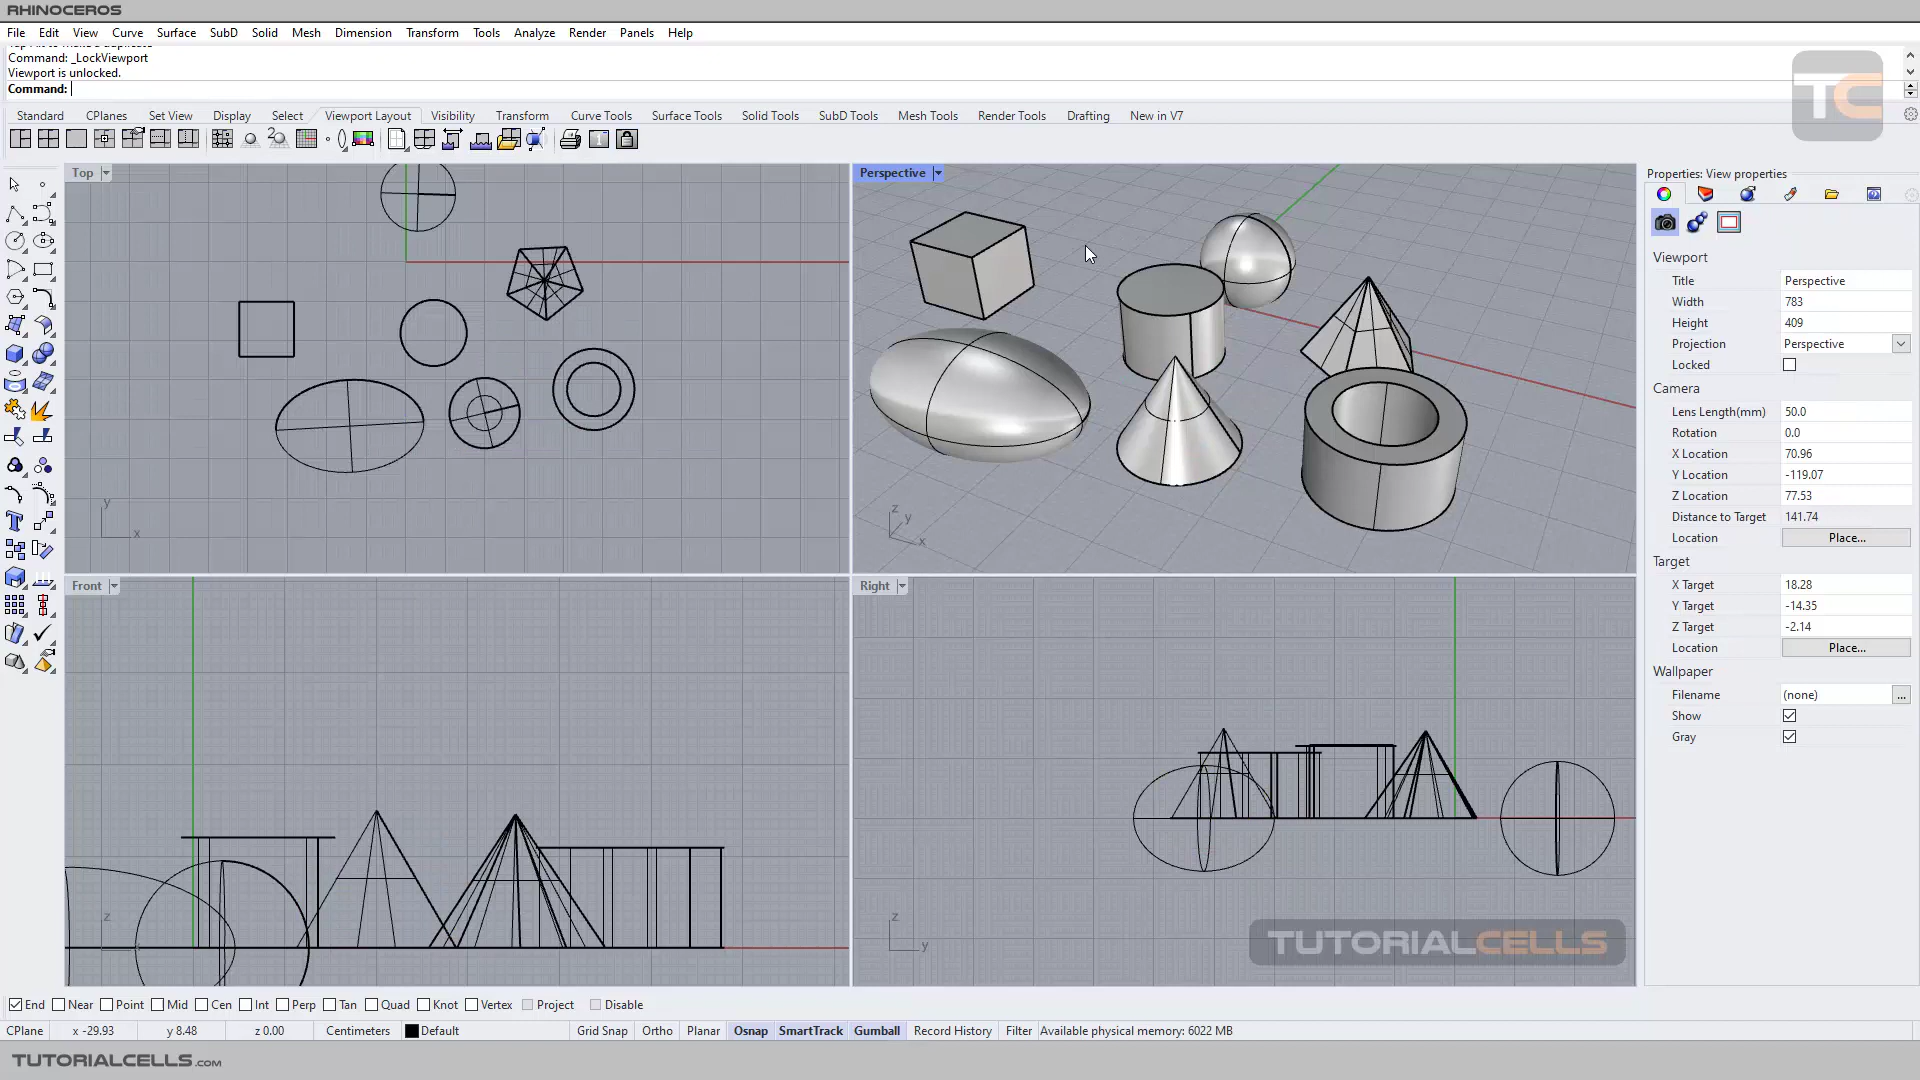 RHINOCEROS
File Edit View Curve Surface SubD Solid Mesh Dimension Transform Tools Analyze Render Panels Help
Command: _LockViewport
Viewport is unlocked.
Command:
TC
Standard CPlanes Set View Display Select Viewport Layout Visibility Transform Curve Tools Surface Tools Solid Tools SubD Tools Mesh Tools Render Tools Drafting New in V7
Top
y
x
Perspective
z
y
x
Front
z
Right
z
y
TUTORIALCELLS
Properties: View properties
Viewport
Title Perspective
Width 783
Height 409
Projection Perspective
Locked
Camera
Lens Length(mm) 50.0
Rotation 0.0
X Location 70.96
Y Location -119.07
Z Location 77.53
Distance to Target 141.74
Location Place...
Target
X Target 18.28
Y Target -14.35
Z Target -2.14
Location Place...
Wallpaper
Filename (none) ...
Show
Gray
End Near Point Mid Cen Int Perp Tan Quad Knot Vertex Project Disable
CPlane x -29.93 y 8.48 z 0.00 Centimeters Default Grid Snap Ortho Planar Osnap SmartTrack Gumball Record History Filter Available physical memory: 6022 MB
TUTORIALCELLS.COM